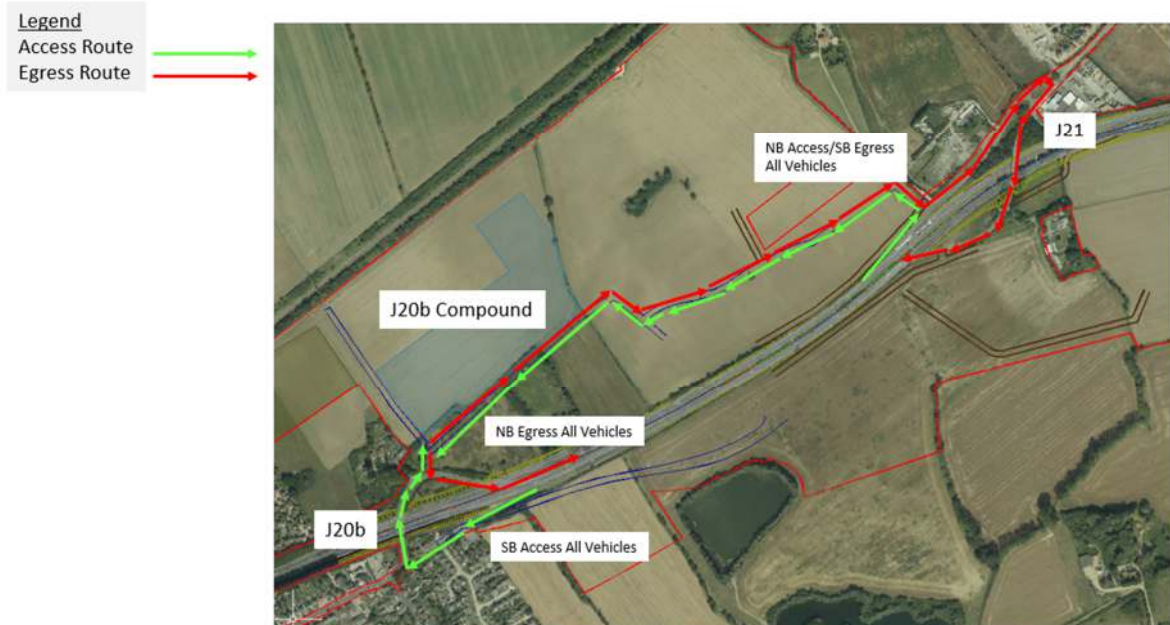 Legend
Access Route
Egress Route
J21
NB Access/SB Egress
All Vehicles
J20b Compound
NB Egress All Vehicles
J20b
SB Access All Vehicles